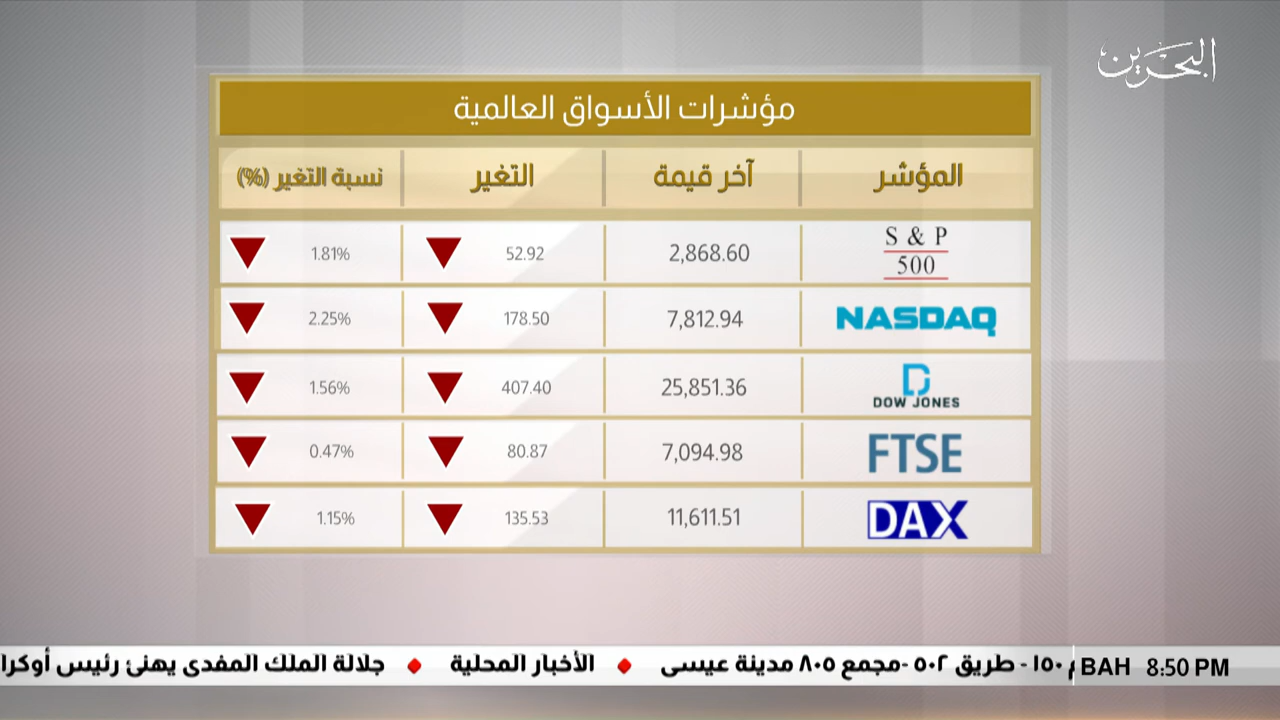 البحرين
مؤشرات الأسواق العالمية
المؤشر آخر قيمة التغير نسبة التغير (%)
S & P 500 2,868.60 52.92 1.81%
NASDAQ 7,812.94 178.50 2.25%
DOW JONES 25,851.36 407.40 1.56%
FTSE 7,094.98 80.87 0.47%
DAX 11,611.51 135.53 1.15%
BAH 8:50 PM ١٥٠ - طريق ٥٠٢ -مجمع ٨٠٥ مدينة عيسى ♦ الأخبار المحلية ♦ جلالة الملك المفدى يهنئ رئيس